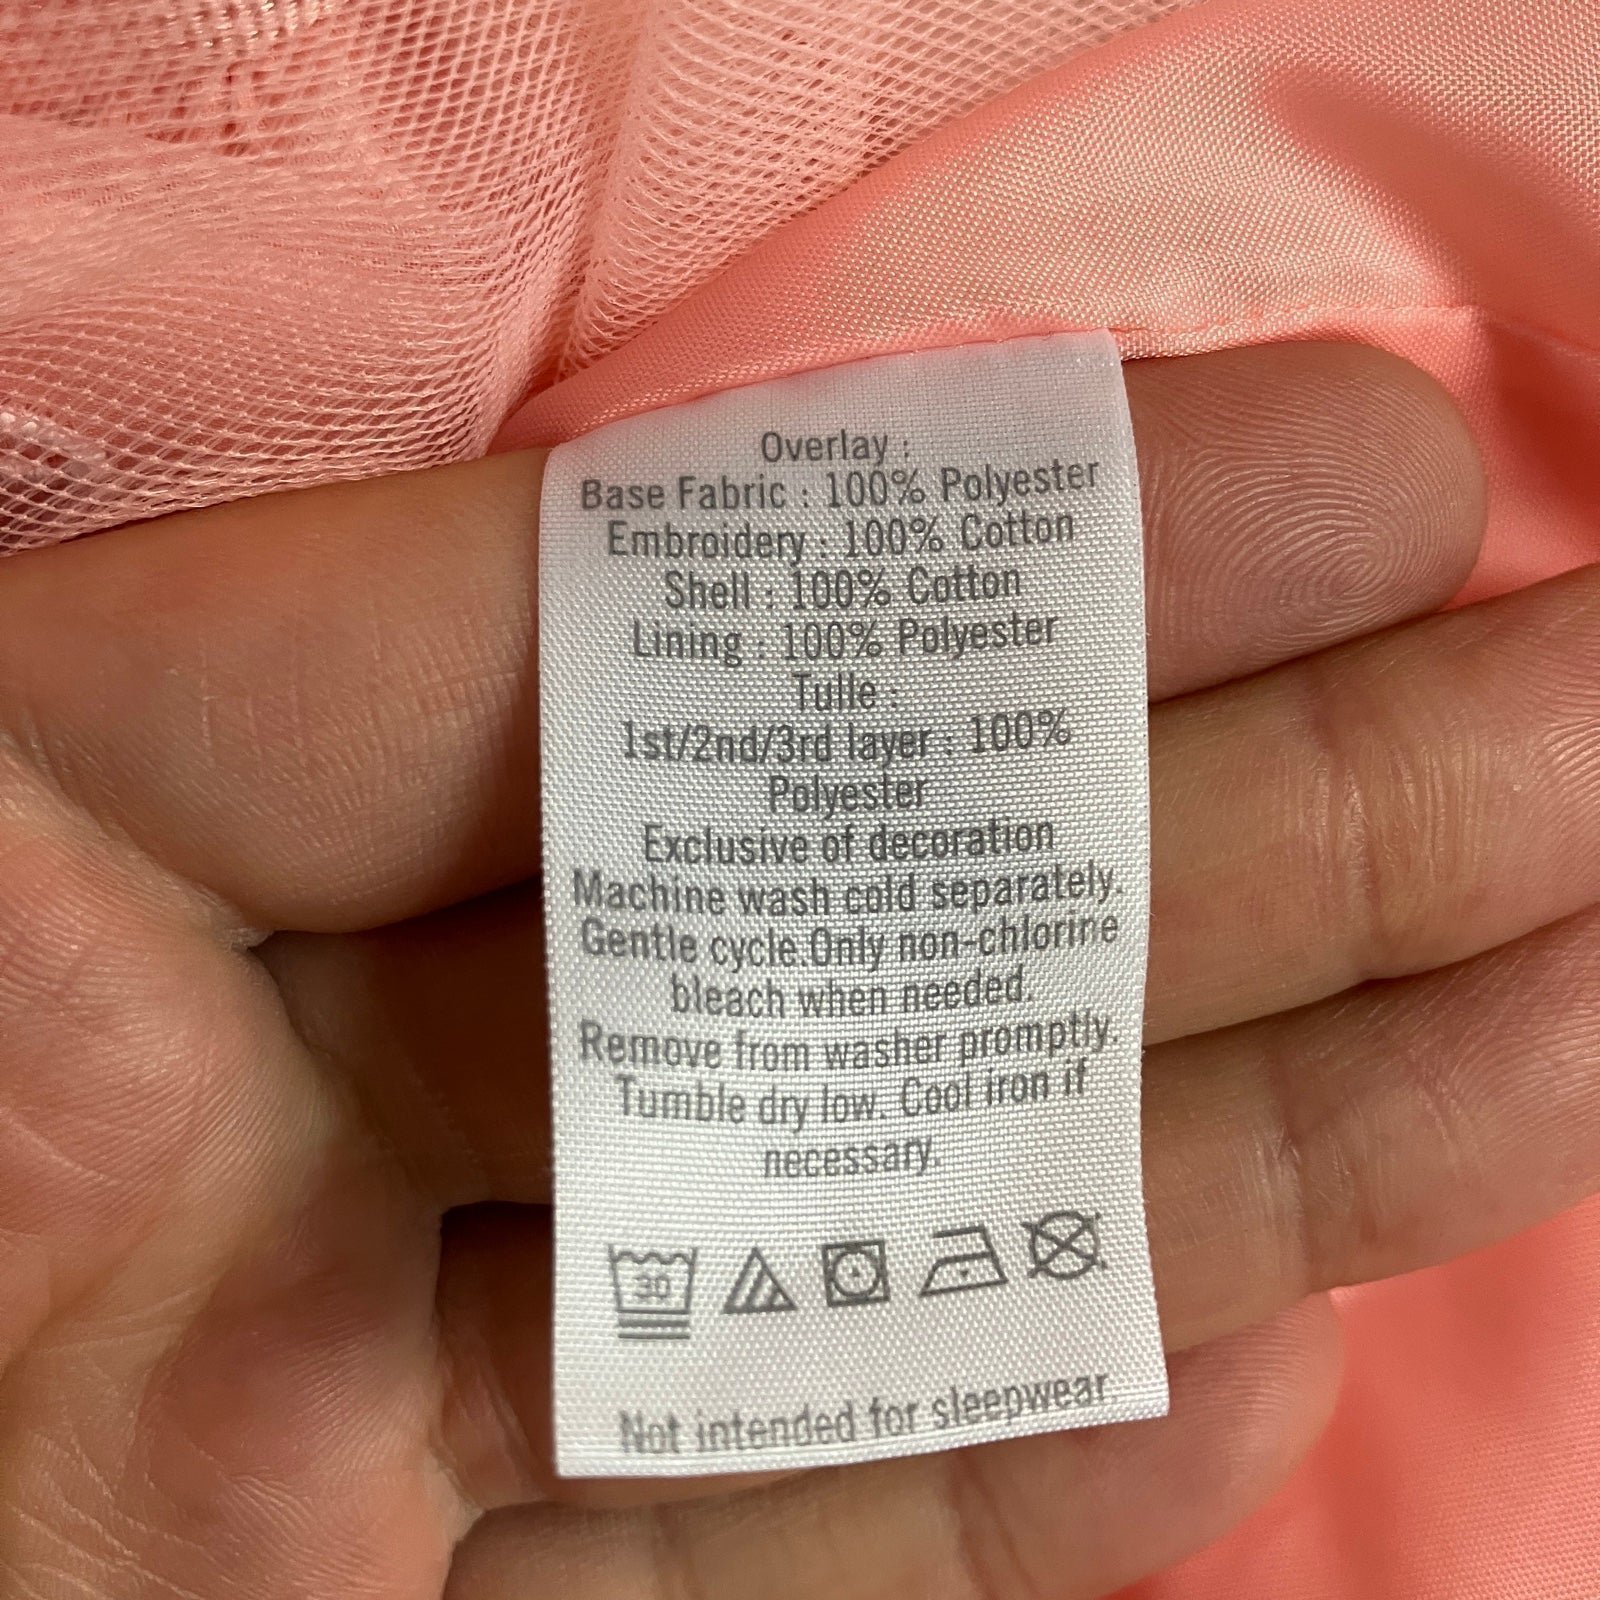 Overlay :
Base Fabric : 100% Polyester
Embroidery : 100% Cotton
Shell : 100% Cotton
Lining : 100% Polyester
Tulle :
1st/2nd/3rd layer : 100%
Polyester
Exclusive of decoration
Machine wash cold separately.
Gentle cycle.Only non-chlorine
bleach when needed.
Remove from washer promptly.
Tumble dry low. Cool iron if
necessary.
30
Not intended for sleepwear.